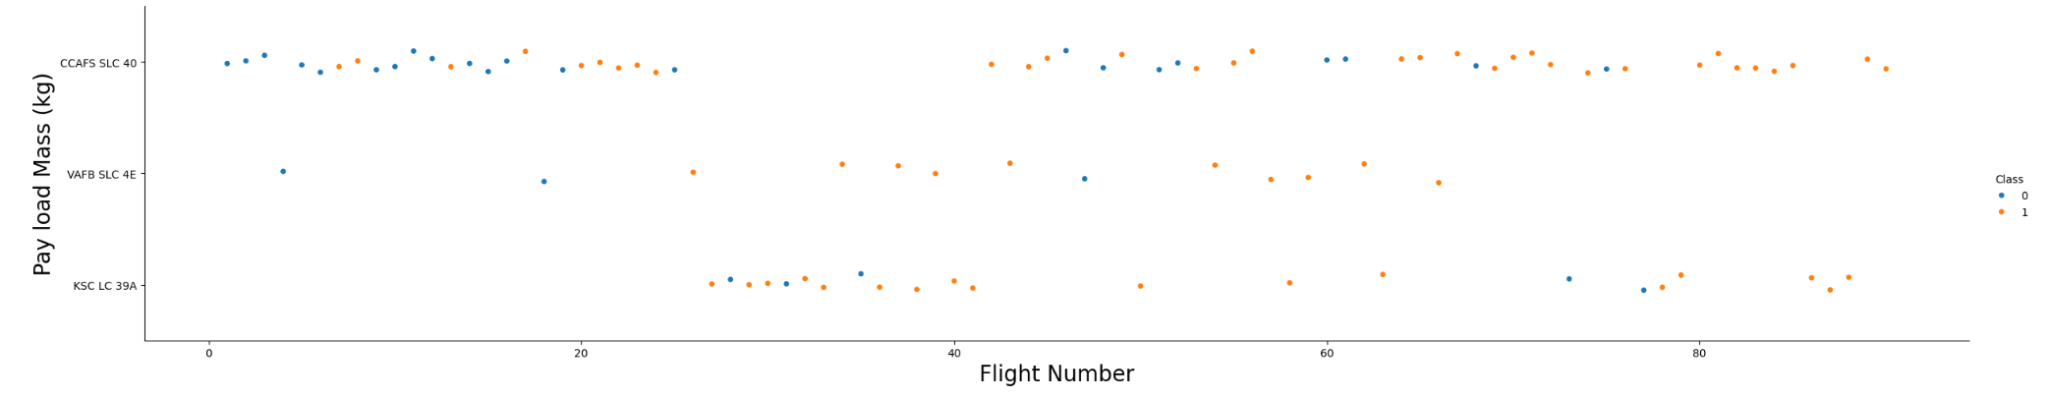 Pay load Mass (kg)
CCAFS SLC 40
VAFB SLC 4E
KSC LC 39A
0 20 40 60 80
Flight Number
Class
0
1